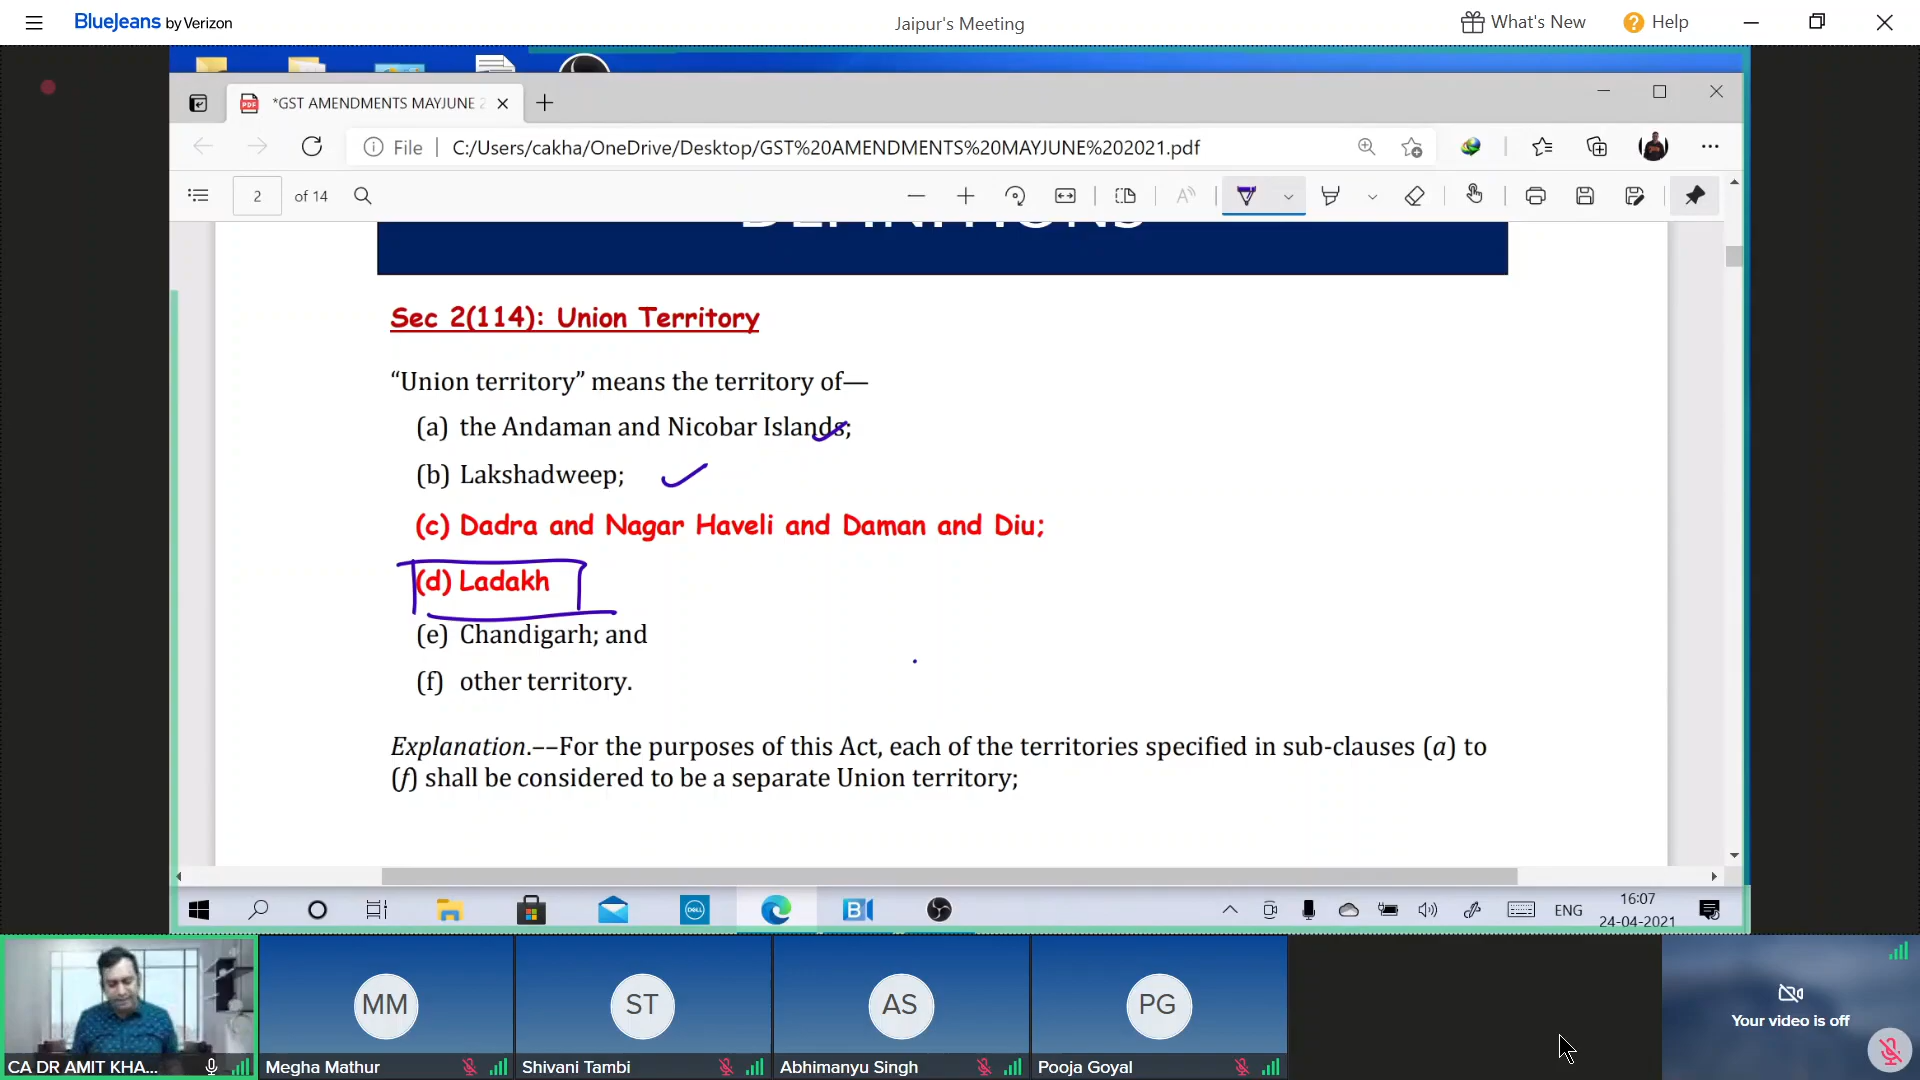 BlueJeans by Verizon
Jaipur's Meeting
What's New
Help
*GST AMENDMENTS MAYJUNE 2
File
C:/Users/cakha/OneDrive/Desktop/GST%20AMENDMENTS%20MAYJUNE%202021.pdf
2 of 14
DEFINITIONS
Sec 2(114): Union Territory
“Union territory” means the territory of—
(a) the Andaman and Nicobar Islands;
(b) Lakshadweep;
(c) Dadra and Nagar Haveli and Daman and Diu;
(d) Ladakh
(e) Chandigarh; and
(f) other territory.
Explanation.––For the purposes of this Act, each of the territories specified in sub-clauses (a) to
(f) shall be considered to be a separate Union territory;
DELL
B
ENG
16:07
24-04-2021
MM
ST
AS
PG
Your video is off
CA DR AMIT KHA...
Megha Mathur
Shivani Tambi
Abhimanyu Singh
Pooja Goyal